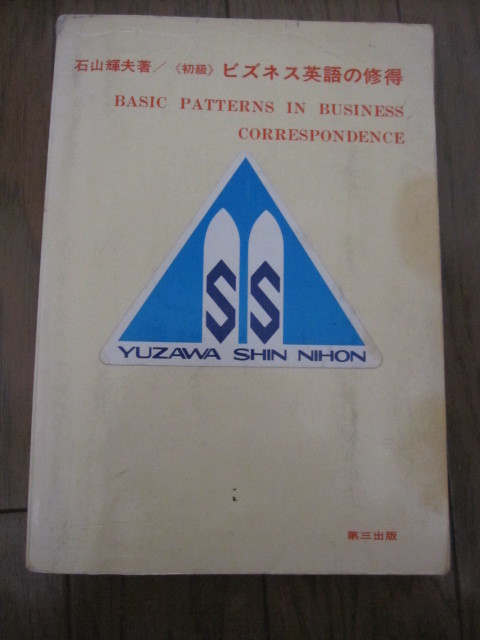 石山輝夫著/《初級》ビズネス英語の修得
BASIC PATTERNS IN BUSINESS
CORRESPONDENCE
SS
YUZAWA SHIN NIHON
第三出版